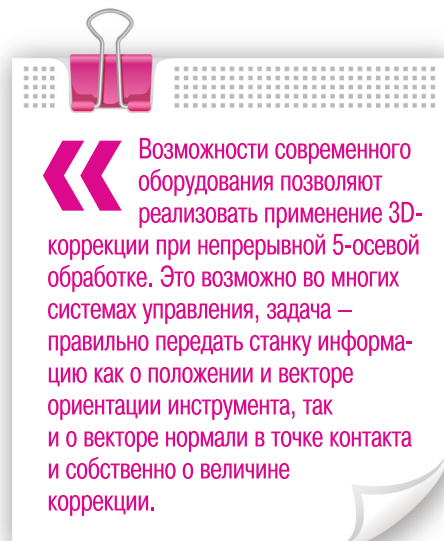 « Возможности современного
оборудования позволяют
реализовать применение 3D-
коррекции при непрерывной 5-осевой
обработке. Это возможно во многих
системах управления, задача –
правильно передать станку информа-
цию как о положении и векторе
ориентации инструмента, так
и о векторе нормали в точке контакта
и собственно о величине
коррекции.